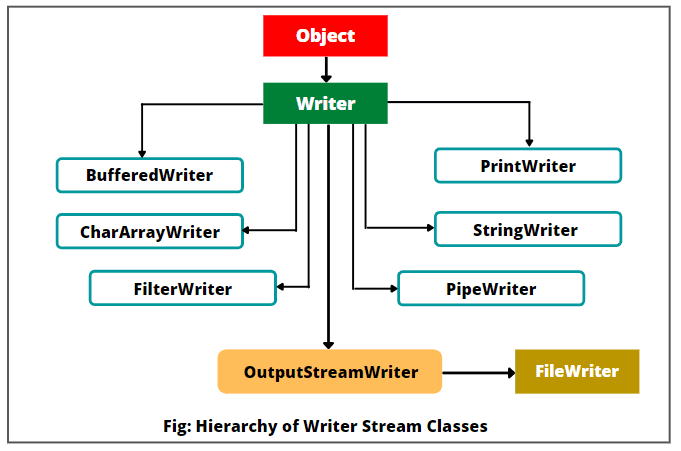 Object
Writer
BufferedWriter
PrintWriter
CharArrayWriter
StringWriter
FilterWriter
PipeWriter
OutputStreamWriter
FileWriter
Fig: Hierarchy of Writer Stream Classes